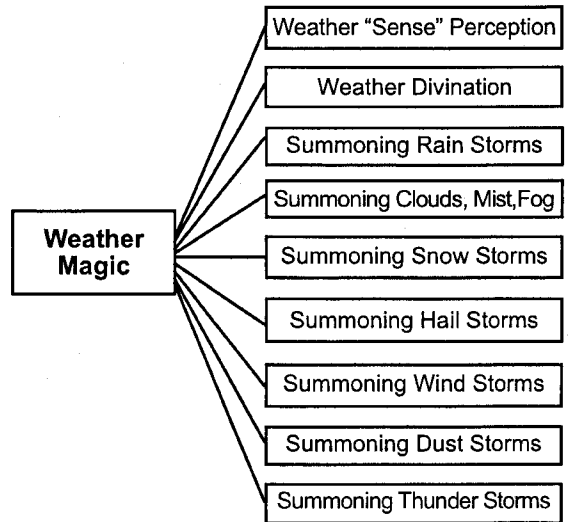 Weather “Sense” Perception
Weather Divination
Summoning Rain Storms
Summoning Clouds, Mist,Fog
Weather
Magic
Summoning Snow Storms
Summoning Hail Storms
Summoning Wind Storms
Summoning Dust Storms
Summoning Thunder Storms